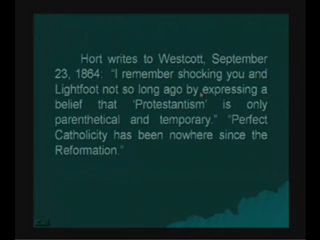 Hort writes to Westcott, September
23, 1864: "I remember shocking you and
Lightfoot not so long ago by expressing a
belief that 'Protestantism' is only
parenthetical and temporary." "Perfect
Catholicity has been nowhere since the
Reformation."